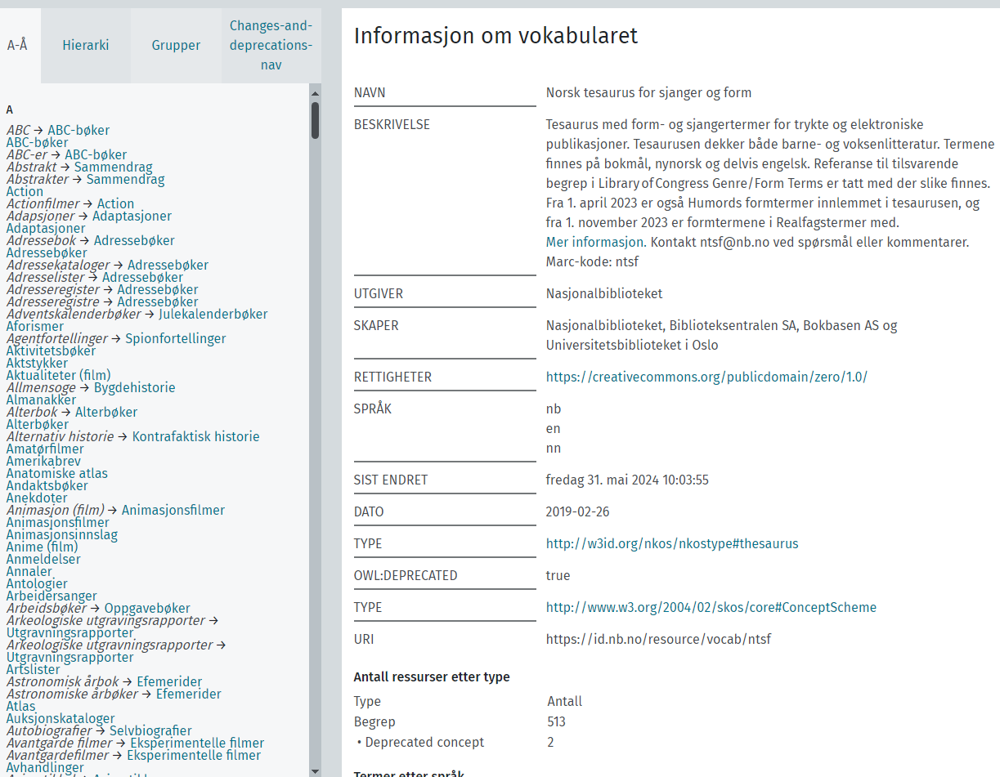 A-Å
Hierarki
Grupper
Changes-and-
deprecations-
nav
A
ABC → ABC-bøker
ABC-bøker
ABC-er → ABC-bøker
Abstrakt → Sammendrag
Abstrakter → Sammendrag
Action
Actionfilmer → Action
Adapsjoner → Adaptasjoner
Adaptasjoner
Adressebok → Adressebøker
Adressebøker
Adressekataloger → Adressebøker
Adresselister → Adressebøker
Adresseregister → Adressebøker
Adresseregistre → Adressebøker
Adventskalenderbøker → Julekalenderbøker
Aforismer
Agentfortellinger → Spionfortellinger
Aktivitetsbøker
Aktstykker
Aktualiteter (film)
Allmensoge → Bygdehistorie
Almanakker
Alterbok → Alterbøker
Alterbøker
Alternativ historie → Kontrafaktisk historie
Amatørfilmer
Amerikabrev
Anatomiske atlas
Andaktsbøker
Anekdoter
Animasjon (film) → Animasjonsfilmer
Animasjonsfilmer
Animasjonsinnslag
Anime (film)
Anmeldelser
Annaler
Antologier
Arbeidersanger
Arbeidsbøker → Oppgavebøker
Arkeologiske utgravingsrapporter →
Utgravningsrapporter
Arkeologiske utgravningsrapporter →
Utgravningsrapporter
Artslister
Astronomisk årbok → Efemerider
Astronomiske årbøker → Efemerider
Atlas
Auksjonskataloger
Autobiografier → Selvbiografier
Avantgarde filmer → Eksperimentelle filmer
Avantgardefilmer → Eksperimentelle filmer
Avhandlinger
Informasjon om vokabularet
NAVN
Norsk tesaurus for sjanger og form
BESKRIVELSE
Tesaurus med form- og sjangertermer for trykte og elektroniske
publikasjoner. Tesaurusen dekker både barne- og voksenlitteratur. Termene
finnes på bokmål, nynorsk og delvis engelsk. Referanse til tilsvarende
begrep i Library of Congress Genre/Form Terms er tatt med der slike finnes.
Fra 1. april 2023 er også Humords formtermer innlemmet i tesaurusen, og
fra 1. november 2023 er formtermene i Realfagstermer med.
Mer informasjon. Kontakt ntsf@nb.no ved spørsmål eller kommentarer.
Marc-kode: ntsf
UTGIVER
Nasjonalbiblioteket
SKAPER
Nasjonalbiblioteket, Biblioteksentralen SA, Bokbasen AS og
Universitetsbiblioteket i Oslo
RETTIGHETER
https://creativecommons.org/publicdomain/zero/1.0/
SPRÅK
nb
en
nn
SIST ENDRET
fredag 31. mai 2024 10:03:55
DATO
2019-02-26
TYPE
http://w3id.org/nkos/nkostype#thesaurus
OWL:DEPRECATED
true
TYPE
http://www.w3.org/2004/02/skos/core#ConceptScheme
URI
https://id.nb.no/resource/vocab/ntsf
Antall ressurser etter type
Type Antall
Begrep 513
• Deprecated concept 2
Termer etter språk